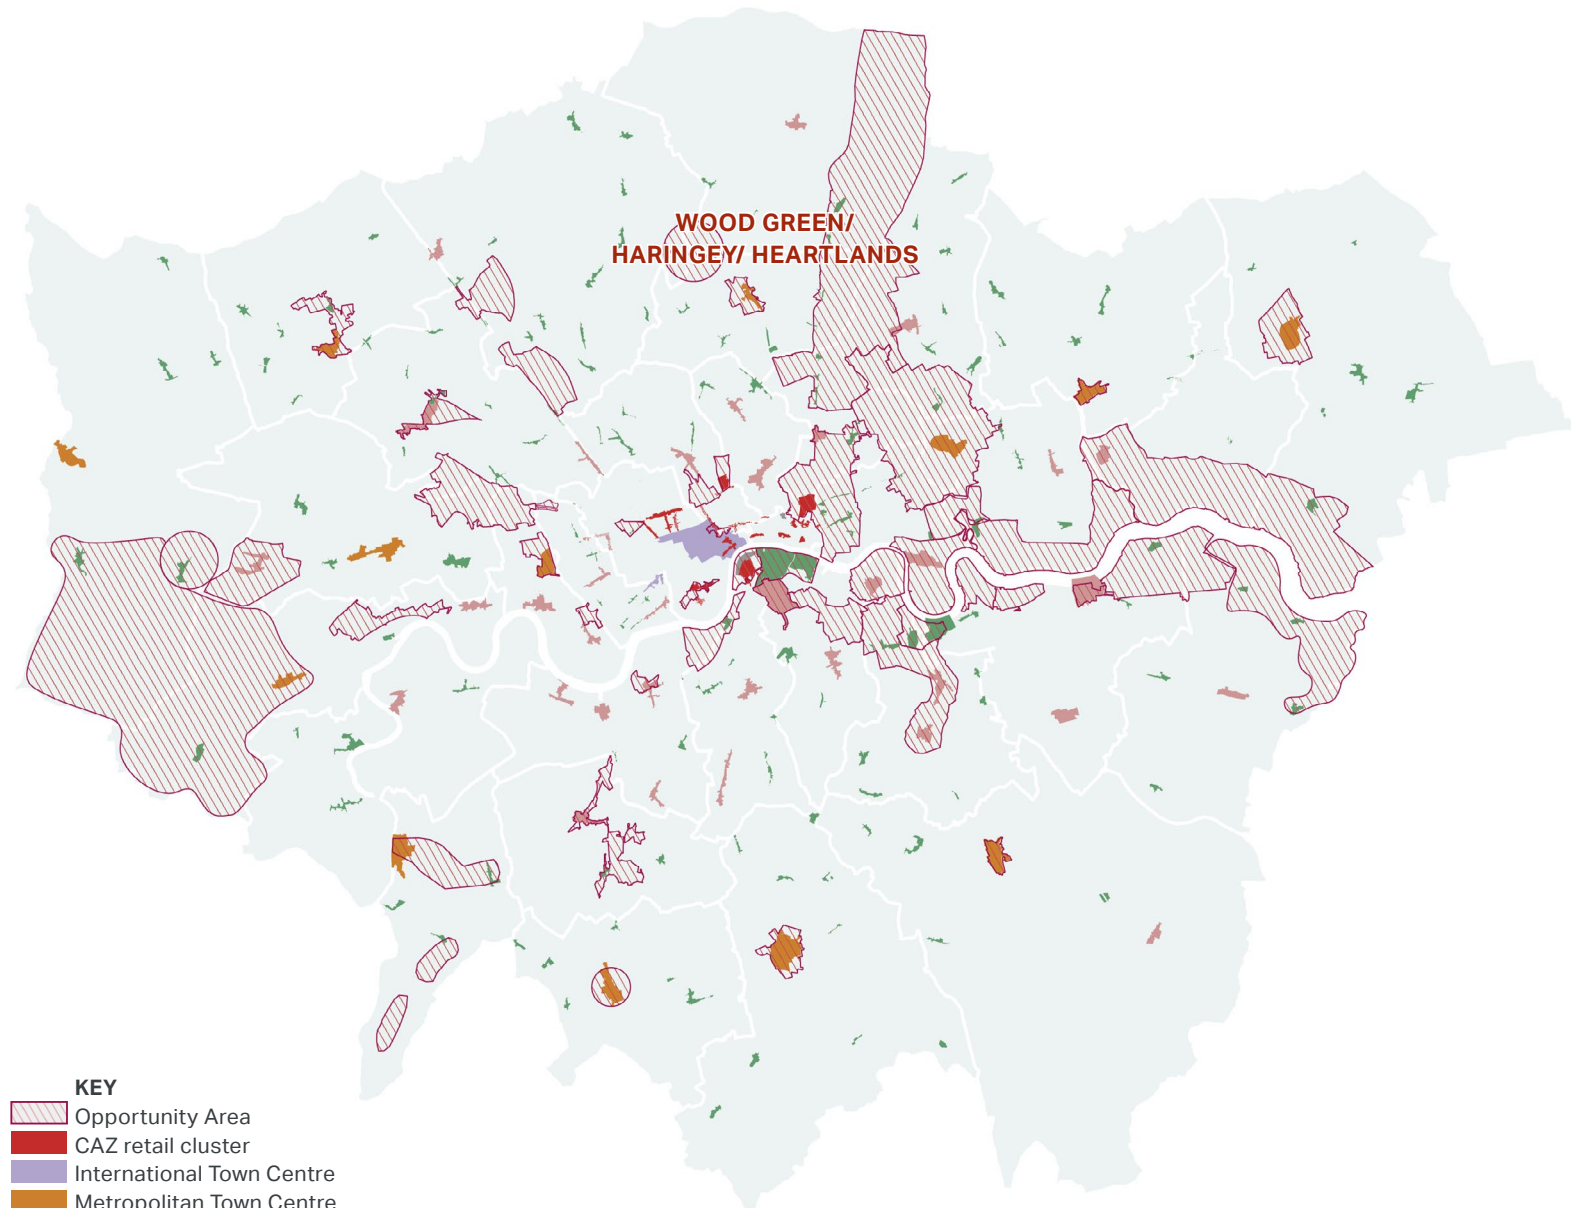 WOOD GREEN/
HARINGEY/ HEARTLANDS
KEY
Opportunity Area
CAZ retail cluster
International Town Centre
Metropolitan Town Centre